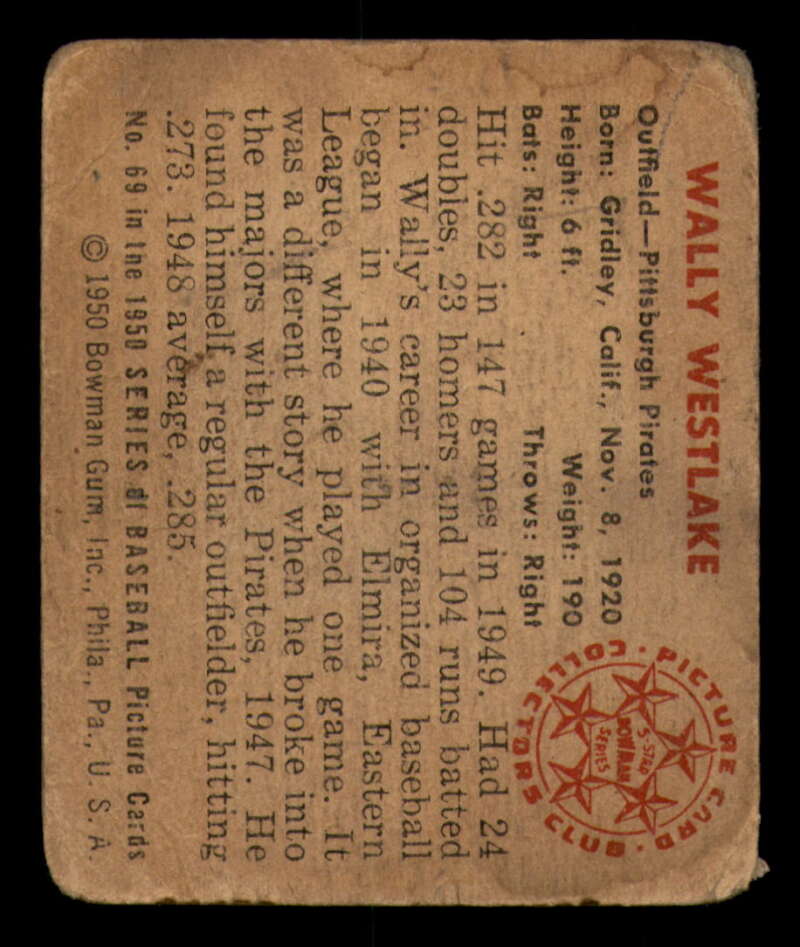 WALLY WESTLAKE
Outfield—Pittsburgh Pirates
Born: Gridley, Calif., Nov. 8, 1920
Height: 6 ft. Weight: 190
Bats: Right Throws: Right
Hit .282 in 147 games in 1949. Had 24
doubles, 23 homers and 104 runs batted
in. Wally's career in organized baseball
began in 1940 with Elmira, Eastern
League, where he played one game. It
was a different story when he broke into
the majors with the Pirates, 1947. He
found himself a regular outfielder, hitting
.273. 1948 average, .285.
No. 69 in the 1950 SERIES of BASEBALL Picture Cards
© 1950 Bowman Gum, Inc., Phila., Pa., U. S. A.
PICTURE CARD COLLECTORS CLUB
5-STAR
BOWMAN
SERIES